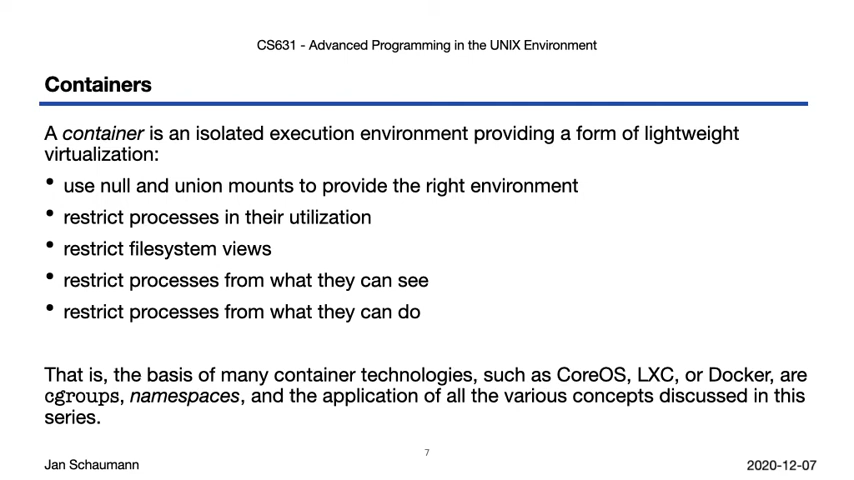 CS631 - Advanced Programming in the UNIX Environment
Containers
A container is an isolated execution environment providing a form of lightweight
virtualization:
• use null and union mounts to provide the right environment
• restrict processes in their utilization
• restrict filesystem views
• restrict processes from what they can see
• restrict processes from what they can do
That is, the basis of many container technologies, such as CoreOS, LXC, or Docker, are
cgroups, namespaces, and the application of all the various concepts discussed in this
series.
7
Jan Schaumann
2020-12-07